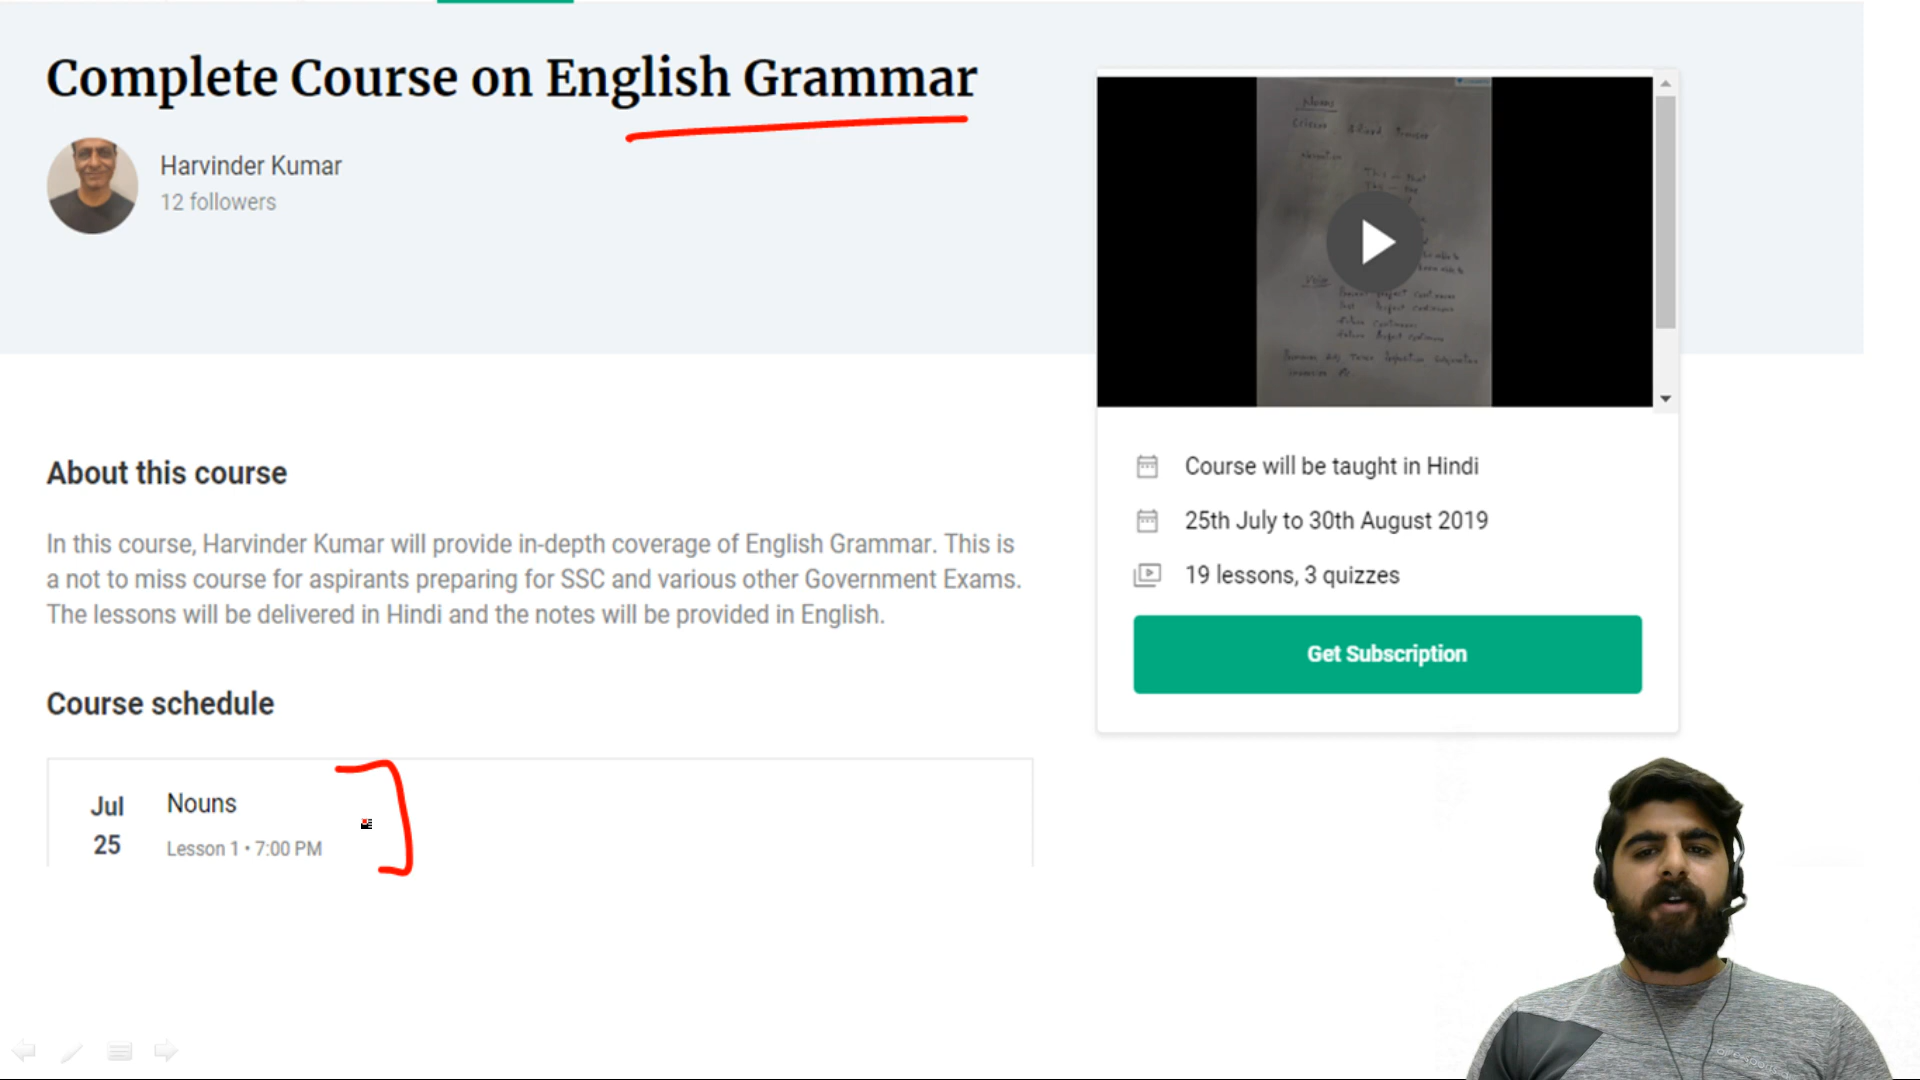 Complete Course on English Grammar
Harvinder Kumar
12 followers
Nouns
This - that
Voice
Course will be taught in Hindi
25th July to 30th August 2019
19 lessons, 3 quizzes
Get Subscription
About this course
In this course, Harvinder Kumar will provide in-depth coverage of English Grammar. This is
a not to miss course for aspirants preparing for SSC and various other Government Exams.
The lessons will be delivered in Hindi and the notes will be provided in English.
Course schedule
Jul
25
Nouns
Lesson 1 • 7:00 PM